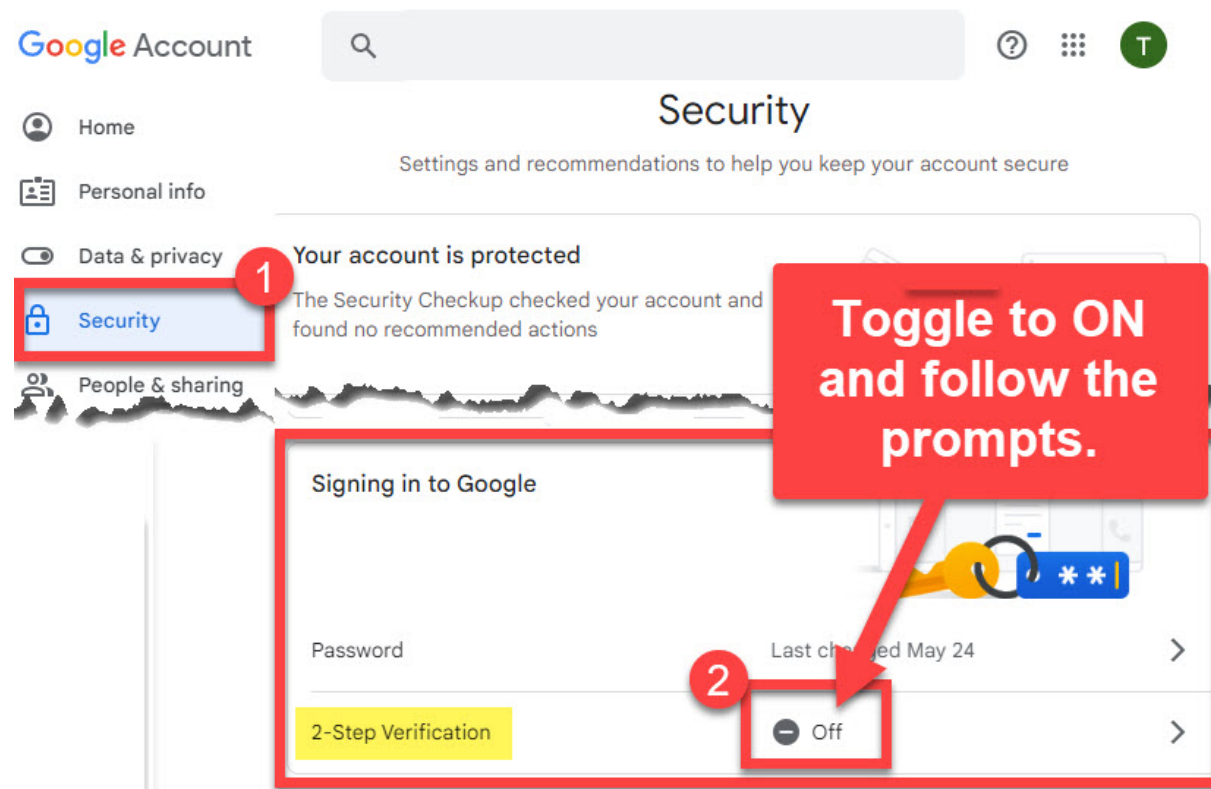 Google Account
T
Home
Personal info
Data & privacy
1
Security
People & sharing
Security
Settings and recommendations to help you keep your account secure
Your account is protected
The Security Checkup checked your account and
found no recommended actions
Toggle to ON
and follow the
prompts.
Signing in to Google
**
Password
Last changed May 24
2
2-Step Verification
Off